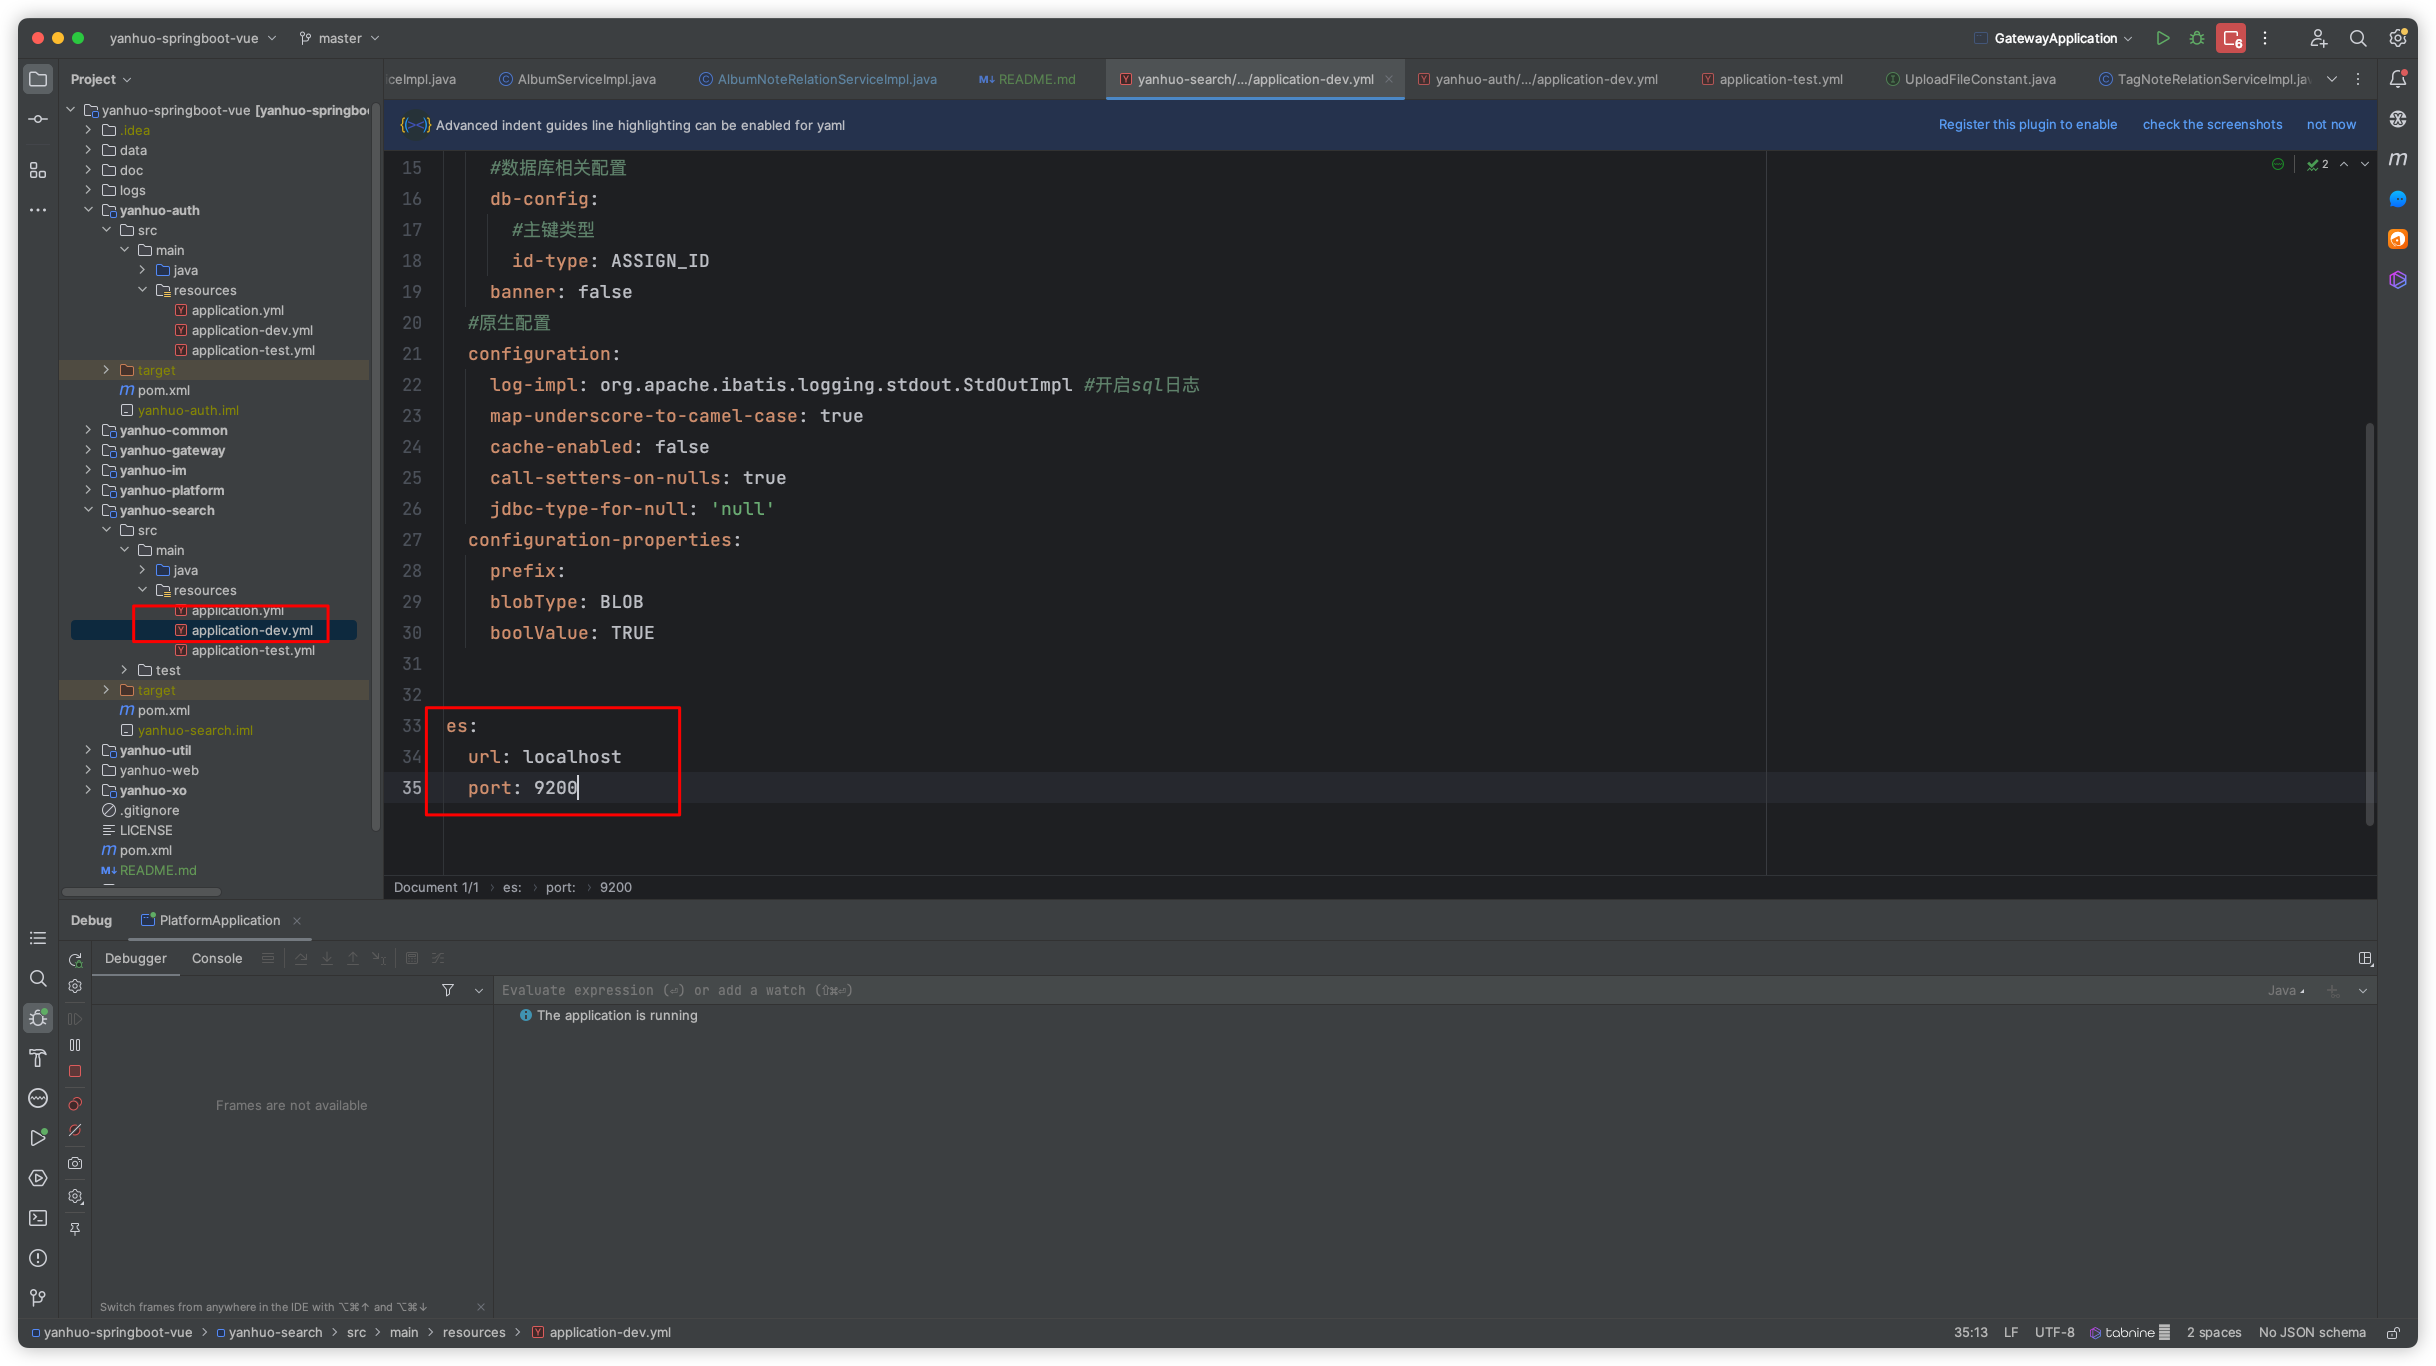 yanhuo-springboot-vue
master
GatewayApplication
6
Project
iceImpl.java
AlbumServiceImpl.java
AlbumNoteRelationServiceImpl.java
README.md
yanhuo-search/.../application-dev.yml
yanhuo-auth/.../application-dev.yml
application-test.yml
UploadFileConstant.java
TagNoteRelationServiceImpl.jav
Advanced indent guides line highlighting can be enabled for yaml
Register this plugin to enable
check the screenshots
not now
yanhuo-springboot-vue [yanhuo-springbo
.idea
data
doc
logs
yanhuo-auth
src
main
java
resources
application.yml
application-dev.yml
application-test.yml
target
pom.xml
yanhuo-auth.iml
yanhuo-common
yanhuo-gateway
yanhuo-im
yanhuo-platform
yanhuo-search
src
main
java
resources
application.yml
application-dev.yml
application-test.yml
test
target
pom.xml
yanhuo-search.iml
yanhuo-util
yanhuo-web
yanhuo-xo
.gitignore
LICENSE
pom.xml
README.md
2
15 #数据库相关配置
16 db-config:
17 #主键类型
18 id-type: ASSIGN_ID
19 banner: false
20 #原生配置
21 configuration:
22 log-impl: org.apache.ibatis.logging.stdout.StdOutImpl #开启sql日志
23 map-underscore-to-camel-case: true
24 cache-enabled: false
25 call-setters-on-nulls: true
26 jdbc-type-for-null: 'null'
27 configuration-properties:
28 prefix:
29 blobType: BLOB
30 boolValue: TRUE
31
32
33 es:
34 url: localhost
35 port: 9200
Document 1/1 › es: › port: › 9200
Debug
PlatformApplication
Debugger
Console
Evaluate expression (⏎) or add a watch (⇧⌘⏎)
Java
The application is running
Frames are not available
Switch frames from anywhere in the IDE with ⌥⌘↑ and ⌥⌘↓
yanhuo-springboot-vue › yanhuo-search › src › main › resources › application-dev.yml
35:13
LF
UTF-8
tabnine
2 spaces
No JSON schema